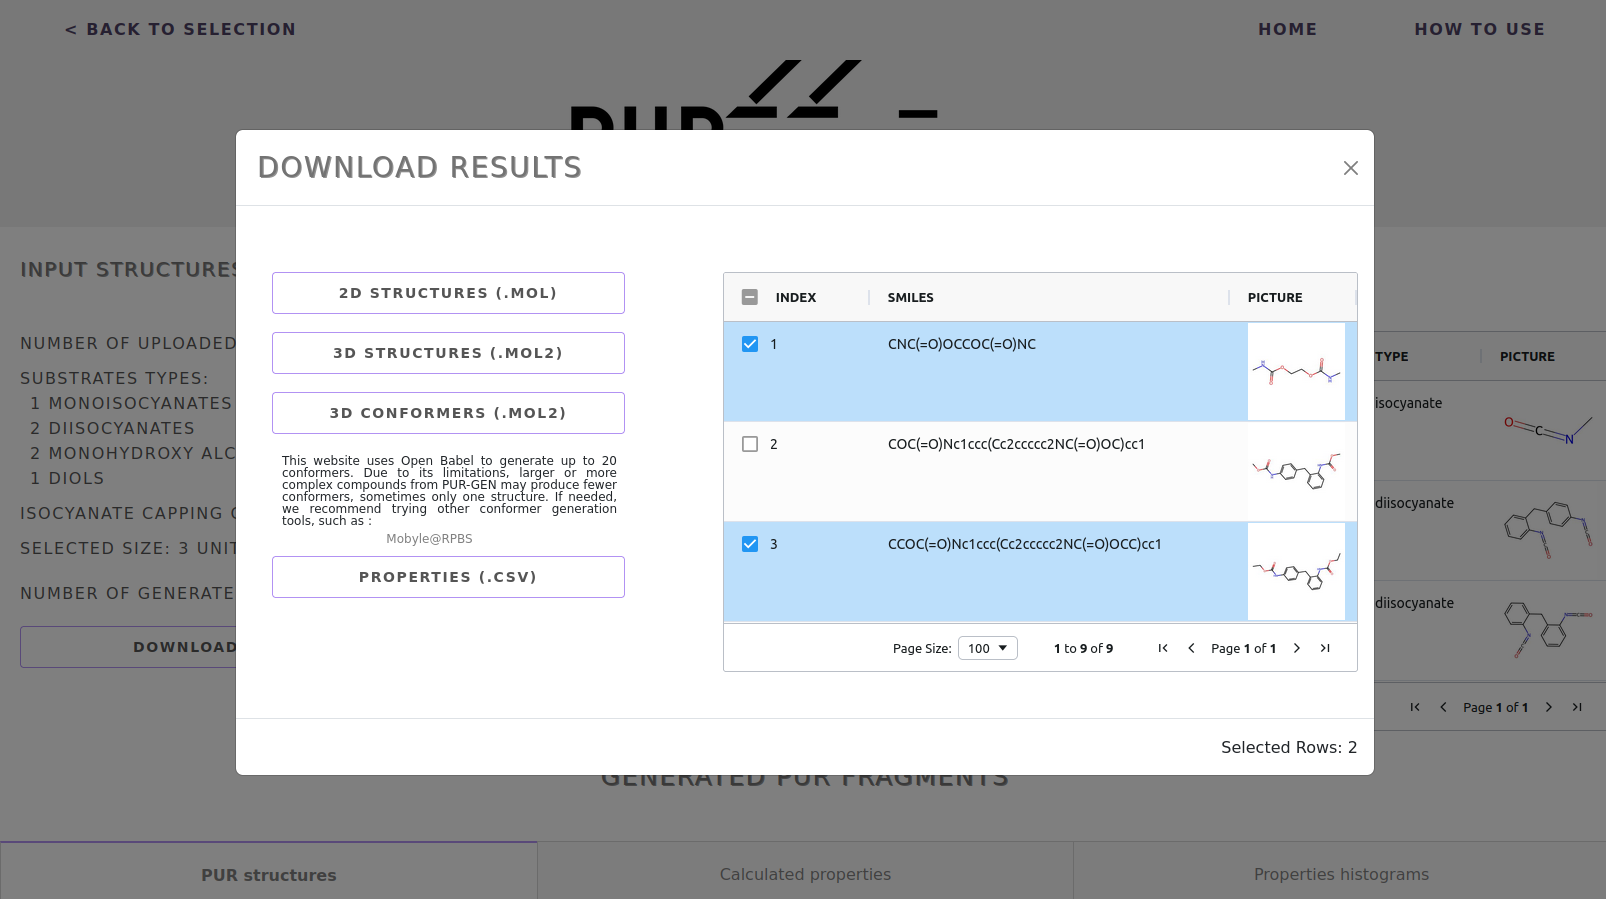 < BACK TO SELECTION
HOME
HOW TO USE
DOWNLOAD RESULTS
INPUT STRUCTURES
NUMBER OF UPLOADED
SUBSTRATES TYPES:
1 MONOISOCYANATES
2 DIISOCYANATES
2 MONOHYDROXY ALC
1 DIOLS
ISOCYANATE CAPPING
SELECTED SIZE: 3 UNIT
NUMBER OF GENERATE
DOWNLOAD
2D STRUCTURES (.MOL)
3D STRUCTURES (.MOL2)
3D CONFORMERS (.MOL2)
This website uses Open Babel to generate up to 20
conformers. Due to its limitations, larger or more
complex compounds from PUR-GEN may produce fewer
conformers, sometimes only one structure. If needed,
we recommend trying other conformer generation
tools, such as :
Mobyle@RPBS
PROPERTIES (.CSV)
INDEX SMILES PICTURE
1 CNC(=O)OCCOC(=O)NC
2 COC(=O)Nc1ccc(Cc2ccccc2NC(=O)OC)cc1
3 CCOC(=O)Nc1ccc(Cc2ccccc2NC(=O)OCC)cc1
Page Size: 100 1 to 9 of 9 Page 1 of 1
Selected Rows: 2
TYPE PICTURE
isocyanate
diisocyanate
diisocyanate
Page 1 of 1
GENERATED PUR FRAGMENTS
PUR structures
Calculated properties
Properties histograms